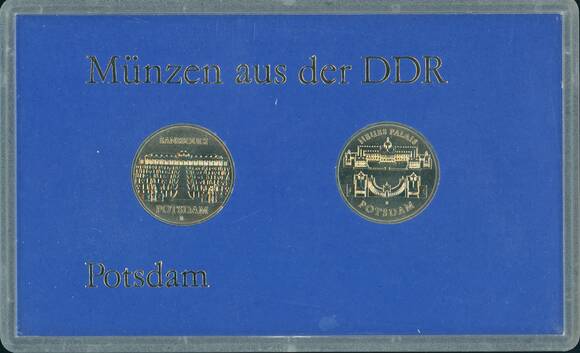 Münzen aus der DDR
SANSSOUCI
POTSDAM
NEUES PALAIS
POTSDAM
Potsdam